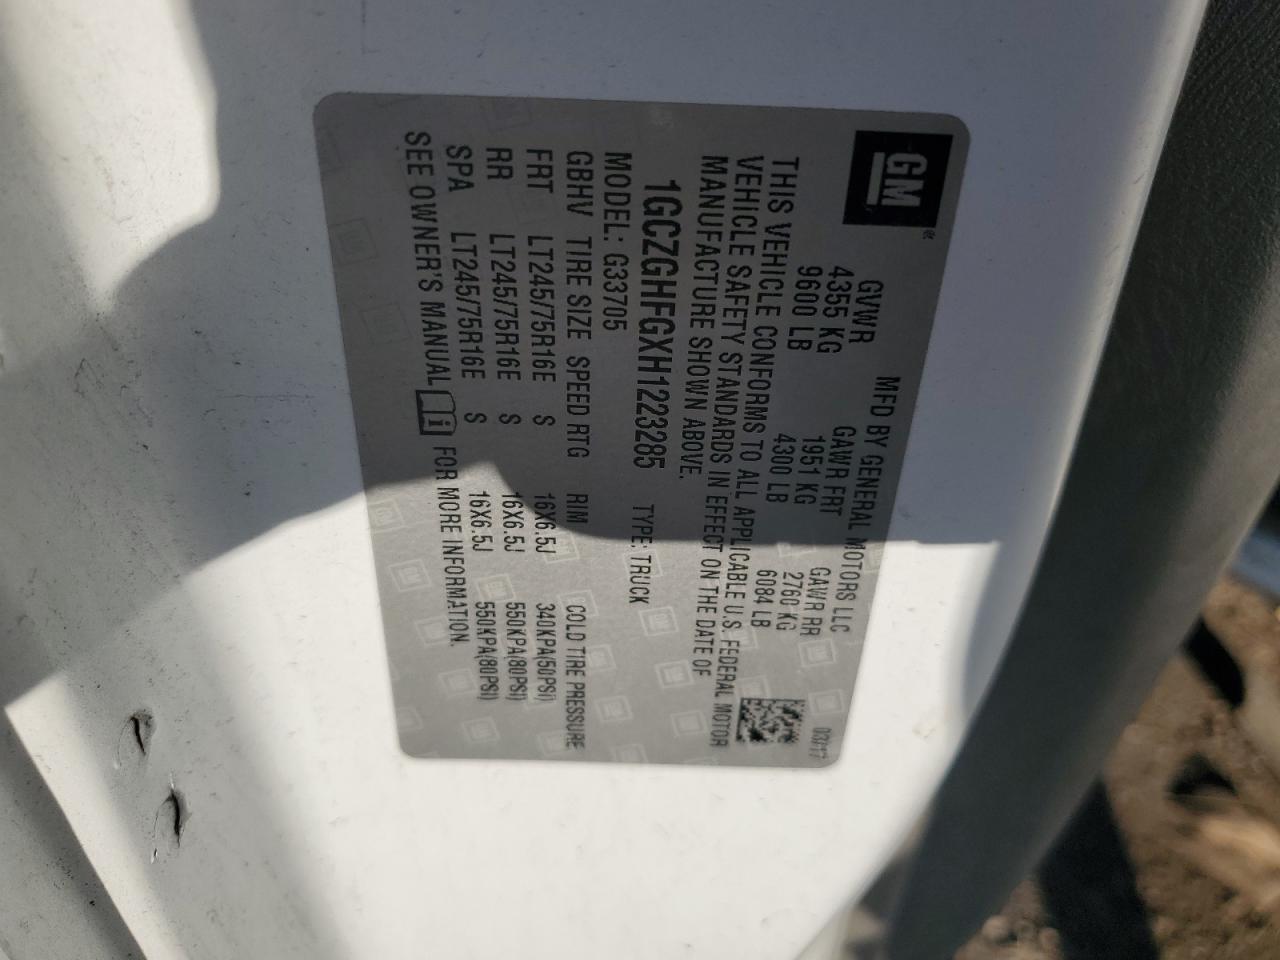 GM
MFD BY GENERAL MOTORS LLC 03/17
GVWR GAWR FRT GAWR RR
4355 KG 1951 KG 2760 KG
9600 LB 4300 LB 6084 LB
THIS VEHICLE CONFORMS TO ALL APPLICABLE U.S. FEDERAL MOTOR
VEHICLE SAFETY STANDARDS IN EFFECT ON THE DATE OF
MANUFACTURE SHOWN ABOVE.
1GCZGHFGXH1223285 TYPE: TRUCK
MODEL: G33705
GBHV TIRE SIZE SPEED RTG RIM COLD TIRE PRESSURE
FRT LT245/75R16E S 16X6.5J 340KPA(50PSI)
RR LT245/75R16E S 16X6.5J 550KPA(80PSI)
SPA LT245/75R16E S 16X6.5J 550KPA(80PSI)
SEE OWNER'S MANUAL FOR MORE INFORMATION.